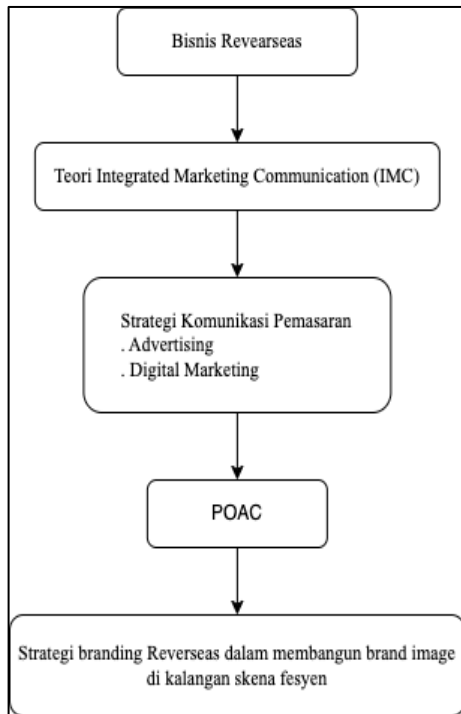 Bisnis Revearseas
Teori Integrated Marketing Communication (IMC)
Strategi Komunikasi Pemasaran
. Advertising
. Digital Marketing
POAC
Strategi branding Reverseas dalam membangun brand image
di kalangan skena fesyen